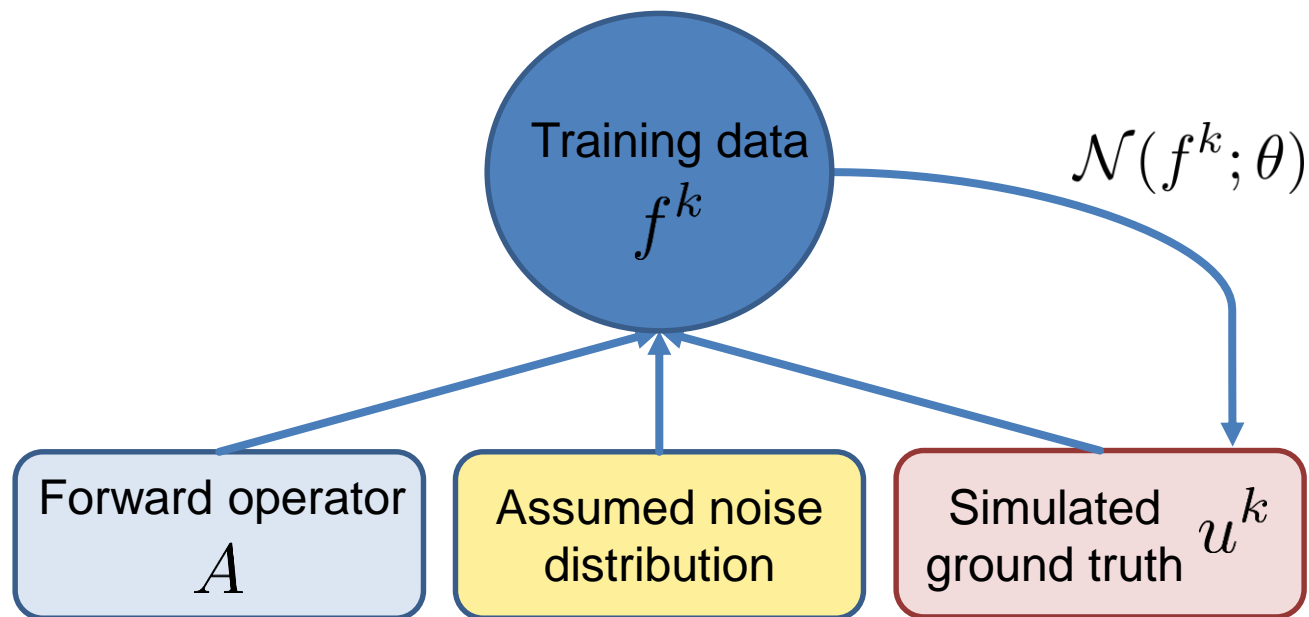 Training data
f^k
𝒩(f^k; θ)
Forward operator
A
Assumed noise
distribution
Simulated
ground truth u^k